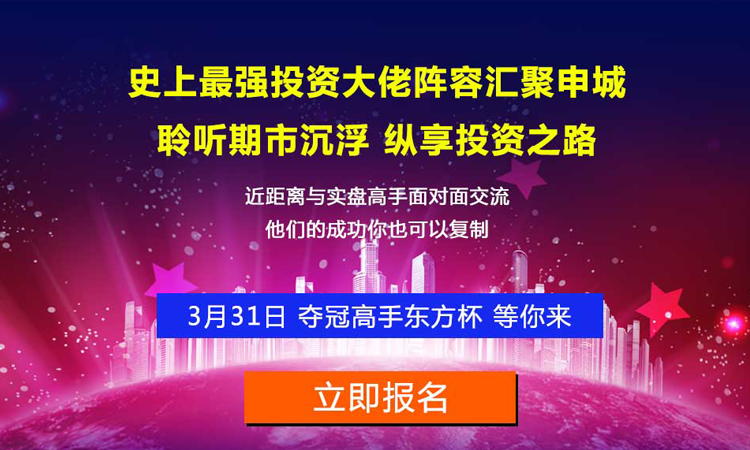 史上最强投资大佬阵容汇聚申城
聆听期市沉浮 纵享投资之路
近距离与实盘高手面对面交流
他们的成功你也可以复制
3月31日 夺冠高手东方杯 等你来
立即报名